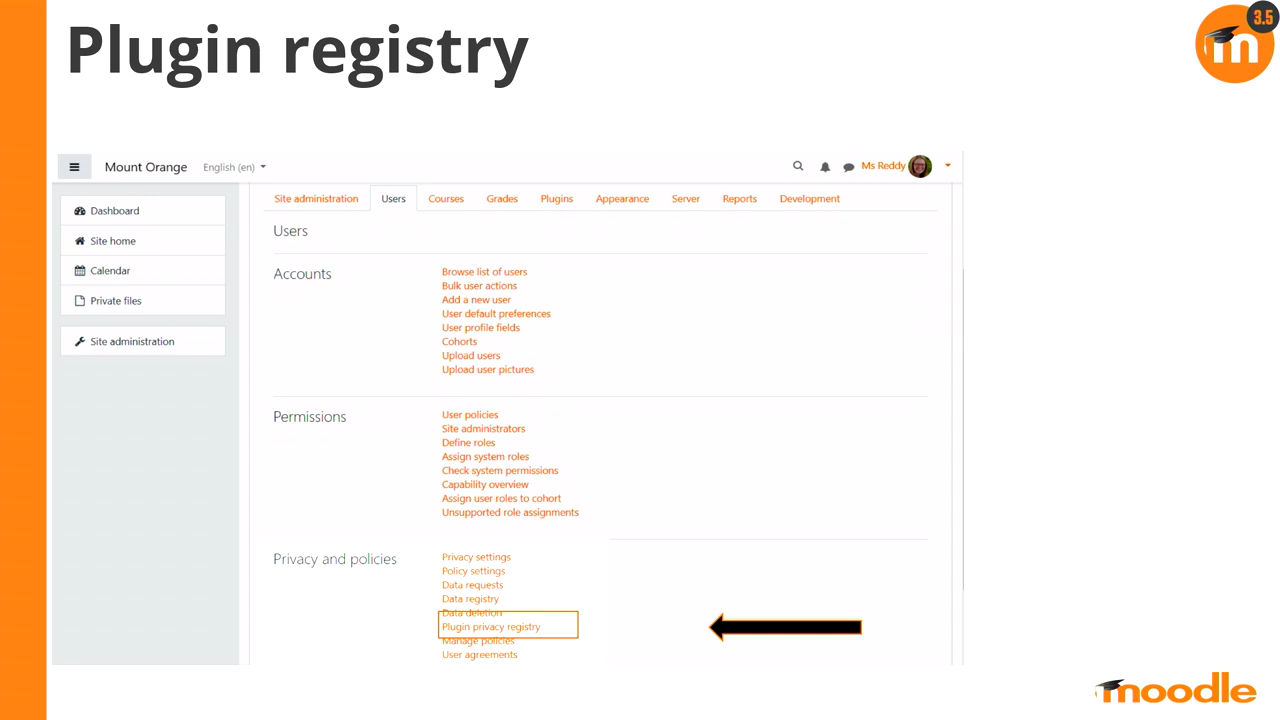 Plugin registry
3.5
m
Mount Orange
English (en)
Ms Reddy
Dashboard
Site home
Calendar
Private files
Site administration
Site administration Users Courses Grades Plugins Appearance Server Reports Development
Users
Accounts
Browse list of users
Bulk user actions
Add a new user
User default preferences
User profile fields
Cohorts
Upload users
Upload user pictures
Permissions
User policies
Site administrators
Define roles
Assign system roles
Check system permissions
Capability overview
Assign user roles to cohort
Unsupported role assignments
Privacy and policies
Privacy settings
Policy settings
Data requests
Data registry
Data deletion
Plugin privacy registry
Manage policies
User agreements
moodle